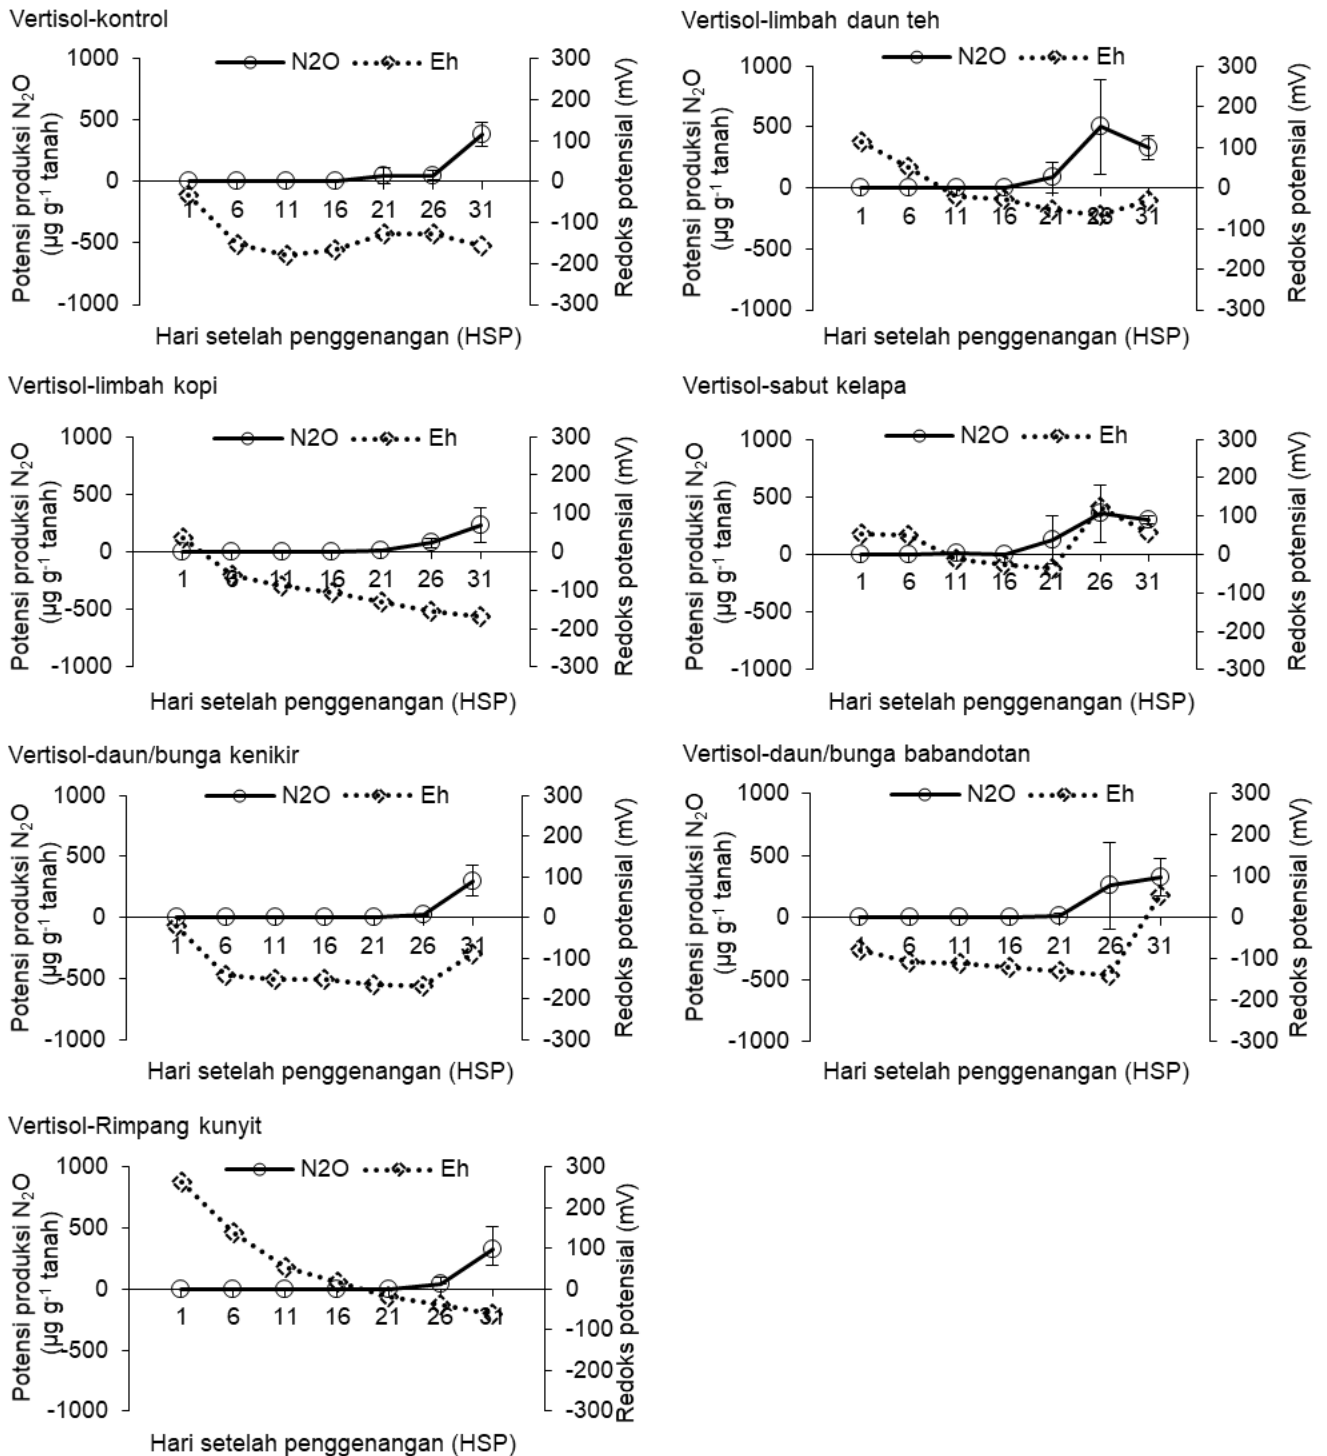 Vertisol-kontrol
N2O Eh
Potensi produksi N₂O
(µg g⁻¹ tanah)
1000
500
0
-500
-1000
300
200
100
0
-100
-200
-300
Redoks potensial (mV)
1 6 11 16 21 26 31
Hari setelah penggenangan (HSP)
Vertisol-limbah daun teh
N2O Eh
Potensi produksi N₂O
(µg g⁻¹ tanah)
1000
500
0
-500
-1000
300
200
100
0
-100
-200
-300
Redoks potensial (mV)
1 6 11 16 21 26 31
Hari setelah penggenangan (HSP)
Vertisol-limbah kopi
N2O Eh
Potensi produksi N₂O
(µg g⁻¹ tanah)
1000
500
0
-500
-1000
300
200
100
0
-100
-200
-300
Redoks potensial (mV)
1 6 11 16 21 26 31
Hari setelah penggenangan (HSP)
Vertisol-sabut kelapa
N2O Eh
Potensi produksi N₂O
(µg g⁻¹ tanah)
1000
500
0
-500
-1000
300
200
100
0
-100
-200
-300
Redoks potensial (mV)
1 6 11 16 21 26 31
Hari setelah penggenangan (HSP)
Vertisol-daun/bunga kenikir
N2O Eh
Potensi produksi N₂O
(µg g⁻¹ tanah)
1000
500
0
-500
-1000
300
200
100
0
-100
-200
-300
Redoks potensial (mV)
1 6 11 16 21 26 31
Hari setelah penggenangan (HSP)
Vertisol-daun/bunga babandotan
N2O Eh
Potensi produksi N₂O
(µg g⁻¹ tanah)
1000
500
0
-500
-1000
300
200
100
0
-100
-200
-300
Redoks potensial (mV)
1 6 11 16 21 26 31
Hari setelah penggenangan (HSP)
Vertisol-Rimpang kunyit
N2O Eh
Potensi produksi N₂O
(µg g⁻¹ tanah)
1000
500
0
-500
-1000
300
200
100
0
-100
-200
-300
Redoks potensial (mV)
1 6 11 16 21 26 31
Hari setelah penggenangan (HSP)